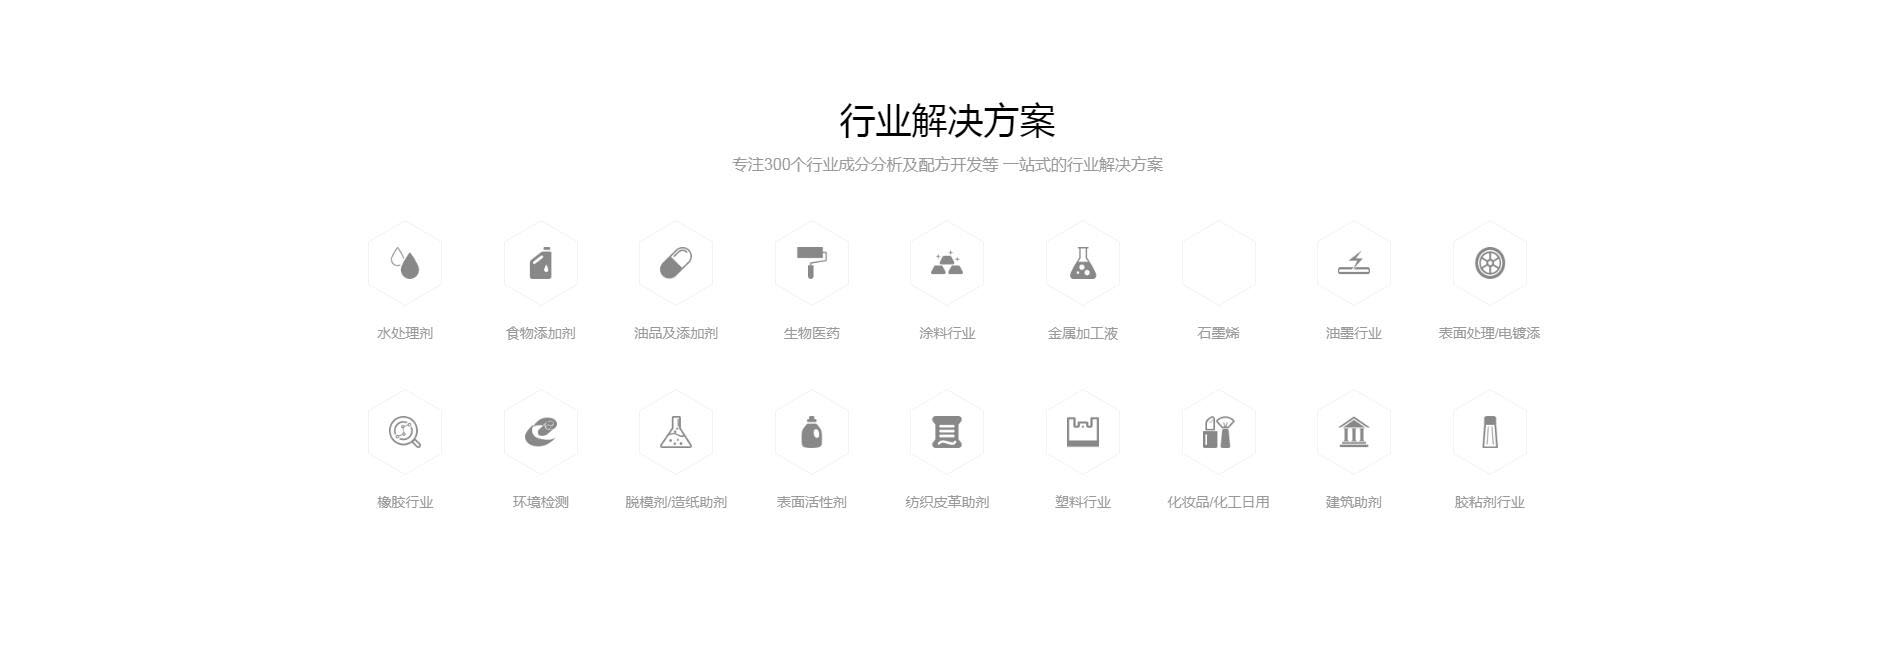 行业解决方案
专注300个行业成分分析及配方开发等 一站式的行业解决方案
水处理剂
食物添加剂
油品及添加剂
生物医药
涂料行业
金属加工液
石墨烯
油墨行业
表面处理/电镀添
橡胶行业
环境检测
脱模剂/造纸助剂
表面活性剂
纺织皮革助剂
塑料行业
化妆品/化工日用
建筑助剂
胶粘剂行业